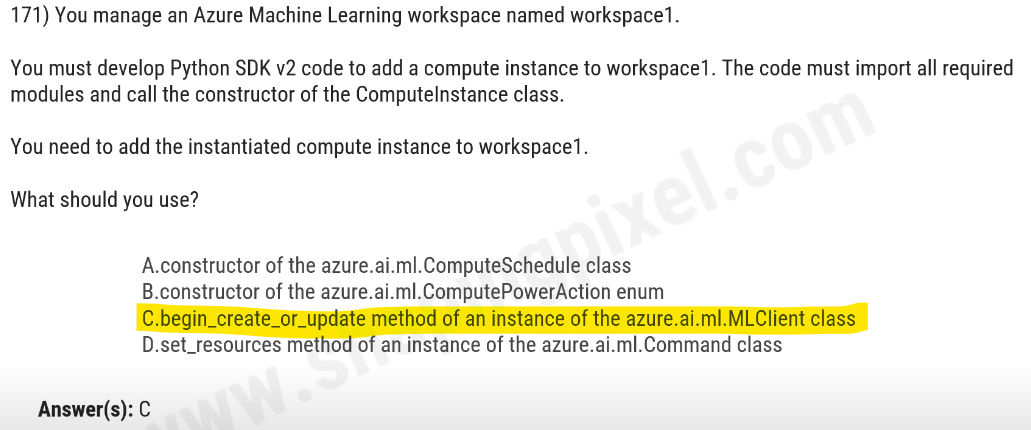 171) You manage an Azure Machine Learning workspace named workspace1.
You must develop Python SDK v2 code to add a compute instance to workspace1. The code must import all required
modules and call the constructor of the ComputeInstance class.
You need to add the instantiated compute instance to workspace1.
What should you use?
A.constructor of the azure.ai.ml.ComputeSchedule class
B.constructor of the azure.ai.ml.ComputePowerAction enum
C.begin_create_or_update method of an instance of the azure.ai.ml.MLClient class
D.set_resources method of an instance of the azure.ai.ml.Command class
Answer(s): C